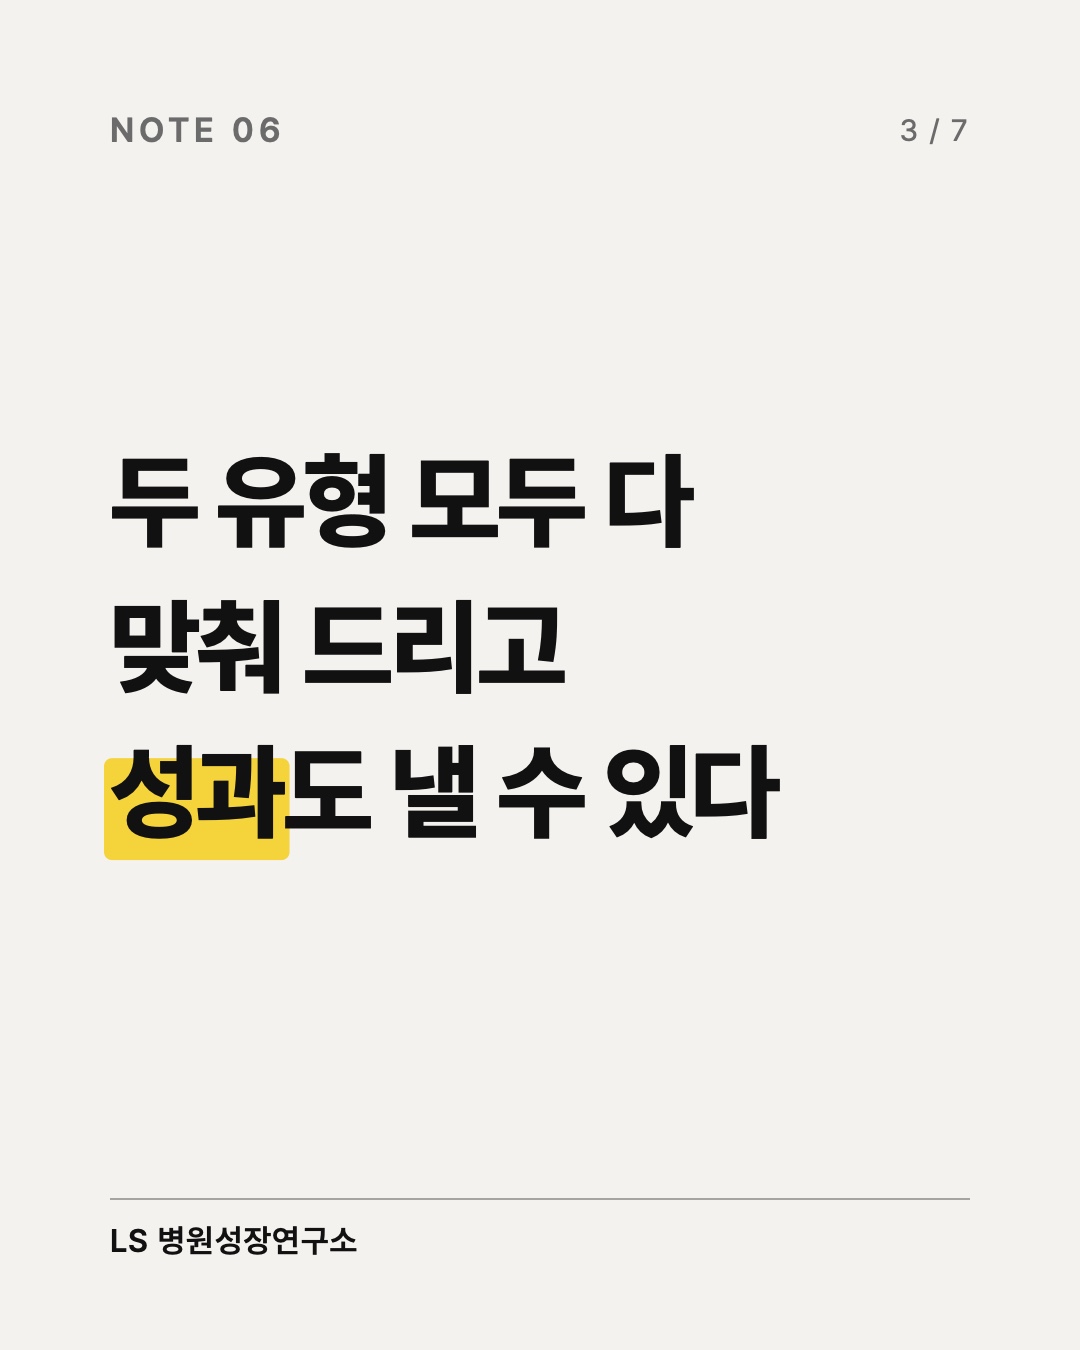 NOTE 06
3 / 7
두 유형 모두 다
맞춰 드리고
성과도 낼 수 있다
LS 병원성장연구소